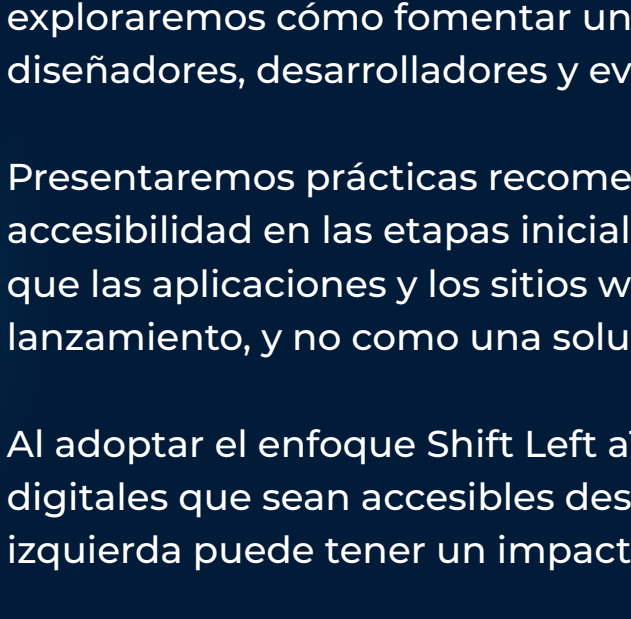 exploraremos cómo fomentar un
diseñadores, desarrolladores y ev
Presentaremos prácticas recome
accesibilidad en las etapas inicial
que las aplicaciones y los sitios w
lanzamiento, y no como una solu
Al adoptar el enfoque Shift Left a
digitales que sean accesibles des
izquierda puede tener un impact